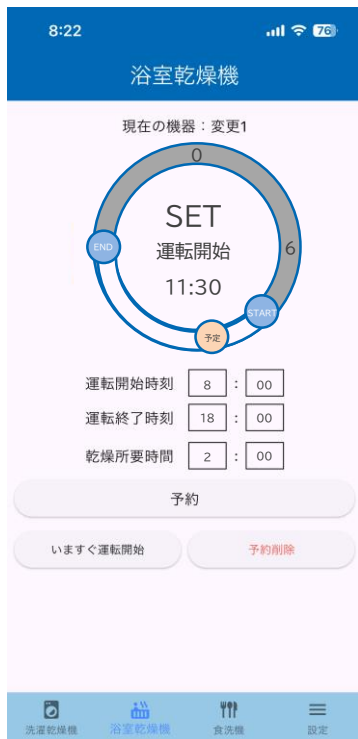 8:22
76
浴室乾燥機
現在の機器：変更1
0
SET
END
運転開始
6
11:30
START
予定
運転開始時刻 8 : 00
運転終了時刻 18 : 00
乾燥所要時間 2 : 00
予約
いますぐ運転開始 予約削除
洗濯乾燥機 浴室乾燥機 食洗機 設定